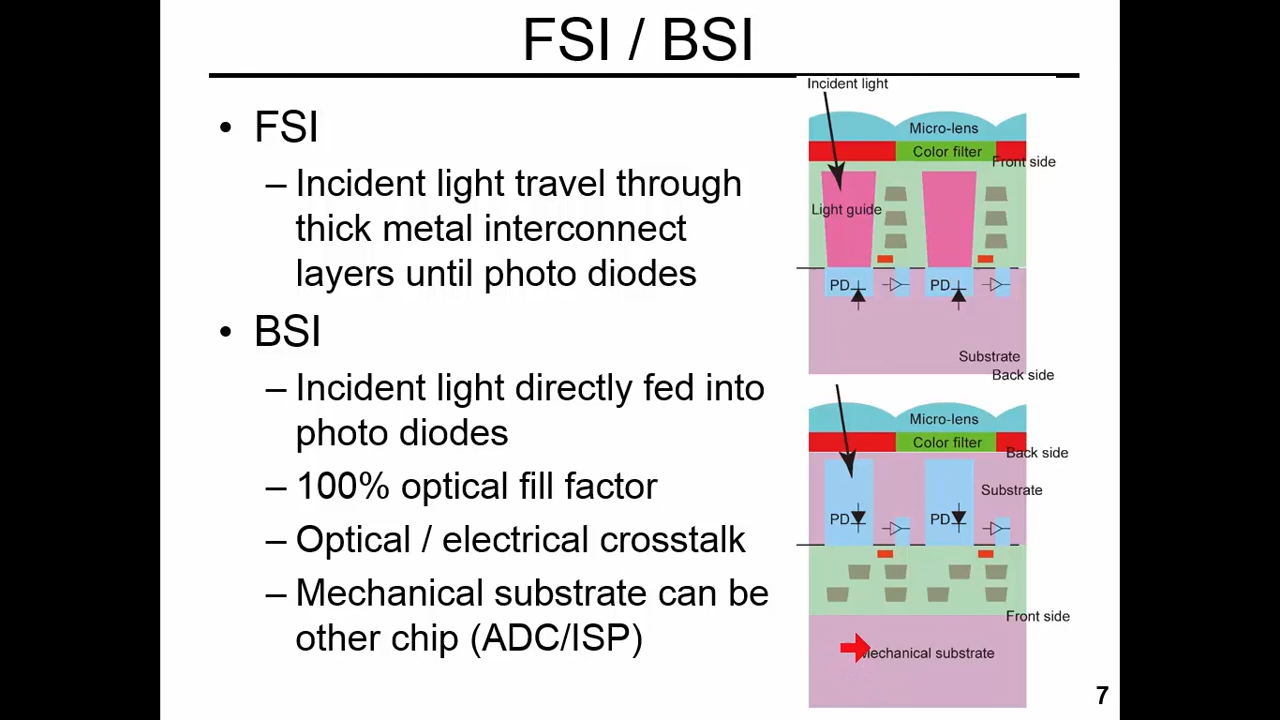 FSI / BSI
• FSI
– Incident light travel through
thick metal interconnect
layers until photo diodes
• BSI
– Incident light directly fed into
photo diodes
– 100% optical fill factor
– Optical / electrical crosstalk
– Mechanical substrate can be
other chip (ADC/ISP)
Incident light
Micro-lens
Color filter
Front side
Light guide
PD
PD
Substrate
Back side
Micro-lens
Color filter
Back side
Substrate
PD
PD
Front side
Mechanical substrate
7